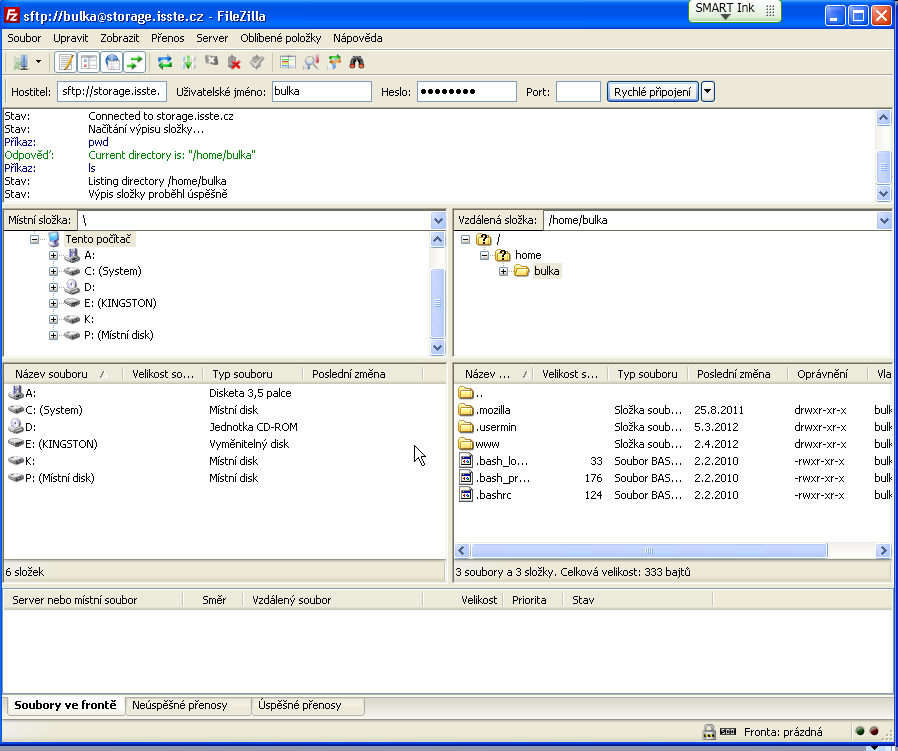 sftp://bulka@storage.isste.cz - FileZilla
SMART Ink
Soubor Upravit Zobrazit Přenos Server Oblíbené položky Nápověda
Hostitel: sftp://storage.isste. Uživatelské jméno: bulka Heslo: ●●●●●●●● Port: Rychlé připojení
Stav: Connected to storage.isste.cz
Stav: Načítání výpisu složky...
Příkaz: pwd
Odpověď: Current directory is: "/home/bulka"
Příkaz: ls
Stav: Listing directory /home/bulka
Stav: Výpis složky proběhl úspěšně
Místní složka: \
Tento počítač
A:
C: (System)
D:
E: (KINGSTON)
K:
P: (Místní disk)
Vzdálená složka: /home/bulka
/
home
bulka
Název souboru Velikost so... Typ souboru Poslední změna
A: Disketa 3,5 palce
C: (System) Místní disk
D: Jednotka CD-ROM
E: (KINGSTON) Vyměnitelný disk
K: Místní disk
P: (Místní disk) Místní disk
6 složek
Název ... Velikost s... Typ souboru Poslední změna Oprávnění Vla
..
.mozilla Složka soub... 25.8.2011 drwxr-xr-x bulk
.usermin Složka soub... 5.3.2012 drwxr-xr-x bulk
www Složka soub... 2.4.2012 drwxr-xr-x bulk
.bash_lo... 33 Soubor BAS... 2.2.2010 -rwxr-xr-x bulk
.bash_pr... 176 Soubor BAS... 2.2.2010 -rwxr-xr-x bulk
.bashrc 124 Soubor BAS... 2.2.2010 -rwxr-xr-x bulk
3 soubory a 3 složky. Celková velikost: 333 bajtů
Server nebo místní soubor Směr Vzdálený soubor Velikost Priorita Stav
Soubory ve frontě Neúspěšné přenosy Úspěšné přenosy
Fronta: prázdná